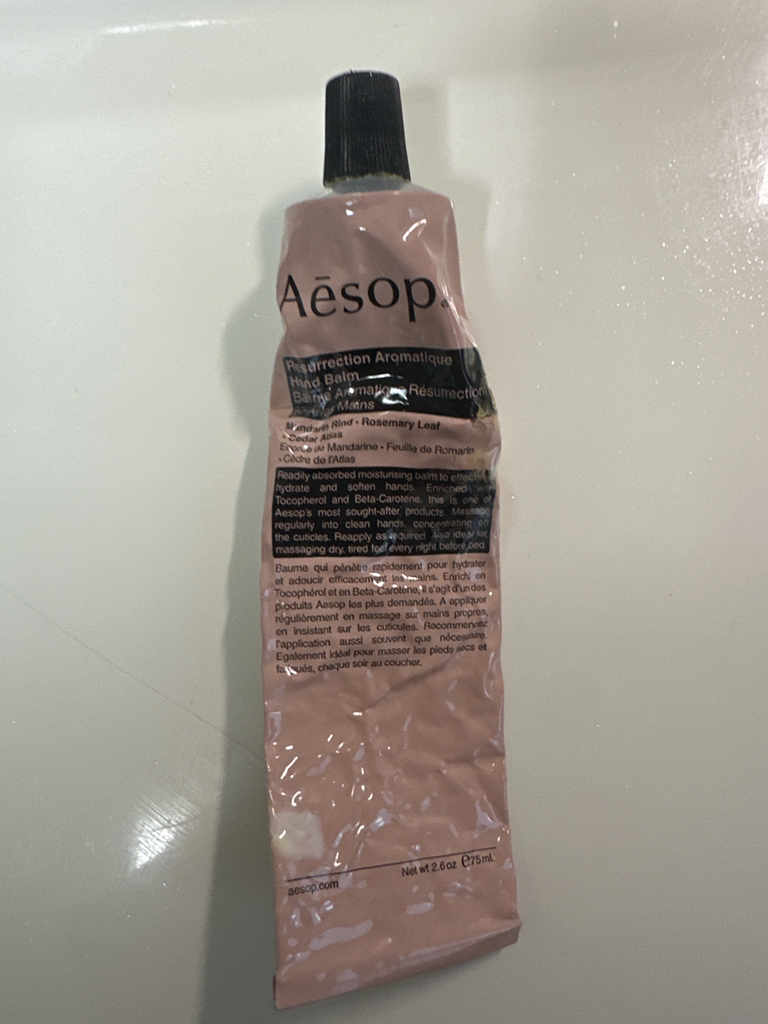 Aēsop.
Resurrection Aromatique
Hand Balm
Baume Aromatique Résurrection
Mains
Mandarin Rind • Rosemary Leaf
• Cedar Atlas
Ecorce de Mandarine • Feuille de Romarin
• Cèdre de l'Atlas
Readily absorbed moisturising balm to effectively
hydrate and soften hands. Enriched with
Tocopherol and Beta-Carotene, this is one of
Aesop's most sought-after products. Massage
regularly into clean hands, concentrating on
the cuticles. Reapply as required. Also ideal for
massaging dry, tired feet every night before bed.
Baume qui pénètre rapidement pour hydrater
et adoucir efficacement les mains. Enrichi en
Tocophérol et en Beta-Carotène, il s'agit d'un des
produits Aesop les plus demandés. A appliquer
régulièrement en massage sur mains propres,
en insistant sur les cuticules. Recommencez
l'application aussi souvent que nécessaire.
Egalement idéal pour masser les pieds secs et
fatigués, chaque soir au coucher.
aesop.com
Net wt 2.6 oz ℮75 mL